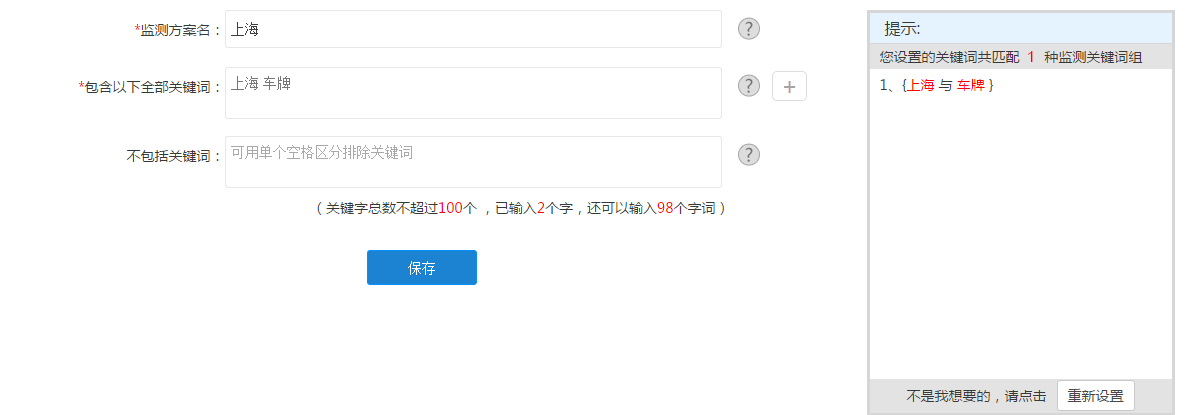 *监测方案名：
上海
?
*包含以下全部关键词：
上海 车牌
?
+
不包括关键词：
可用单个空格区分排除关键词
?
( 关键字总数不超过100个 ，已输入2个字，还可以输入98个字词 )
保存
提示:
您设置的关键词共匹配 1 种监测关键词组
1、{上海 与 车牌 }
不是我想要的，请点击 重新设置